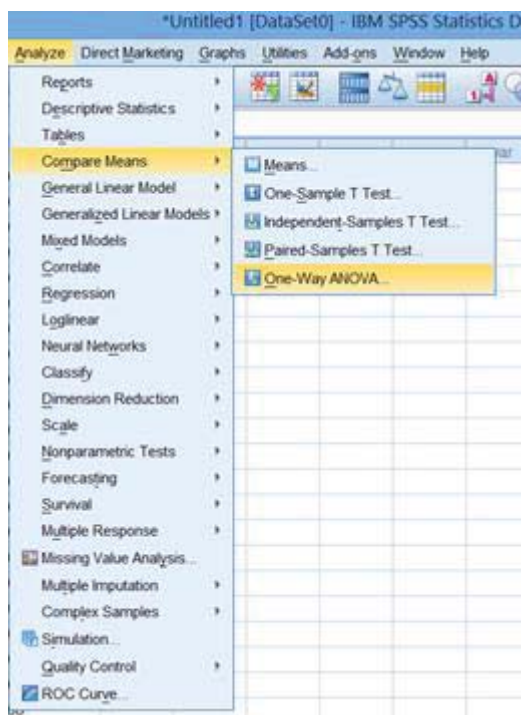 *Untitled1 [DataSet0] - IBM SPSS Statistics D
Analyze Direct Marketing Graphs Utilities Add-ons Window Help
Reports
Descriptive Statistics
Tables
Compare Means
General Linear Model
Generalized Linear Models
Mixed Models
Correlate
Regression
Loglinear
Neural Networks
Classify
Dimension Reduction
Scale
Nonparametric Tests
Forecasting
Survival
Multiple Response
Missing Value Analysis...
Multiple Imputation
Complex Samples
Simulation...
Quality Control
ROC Curve...
Means...
One-Sample T Test...
Independent-Samples T Test...
Paired-Samples T Test...
One-Way ANOVA...